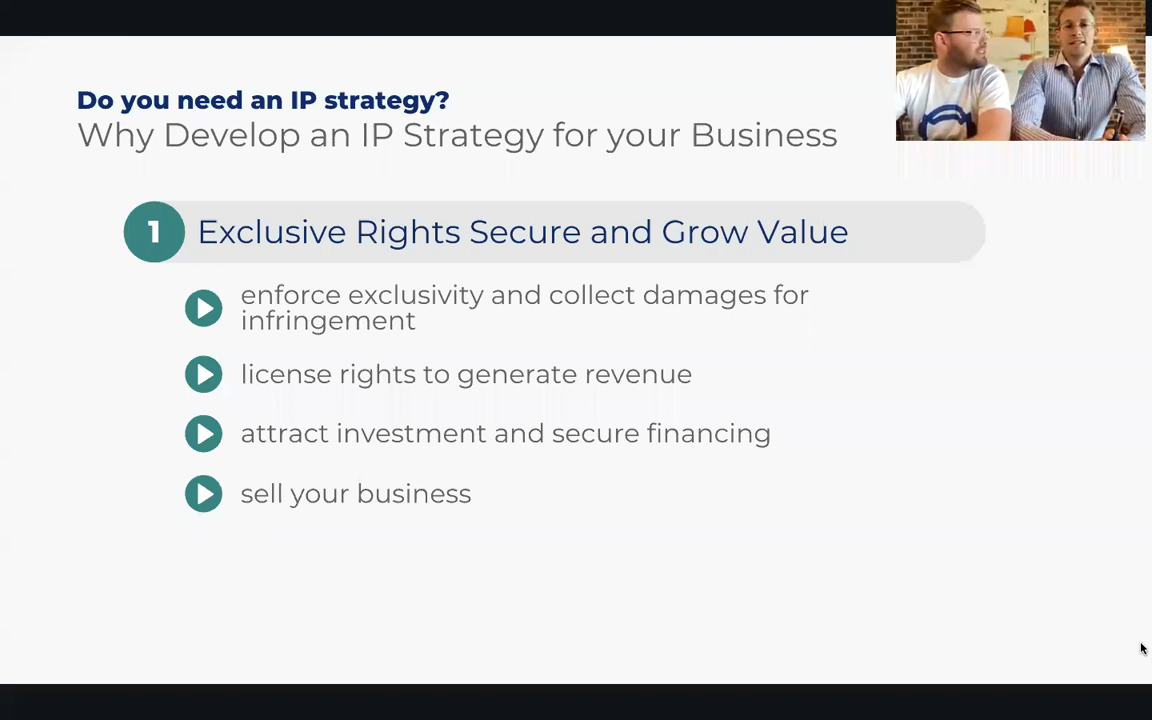 Do you need an IP strategy?
Why Develop an IP Strategy for your Business
1
Exclusive Rights Secure and Grow Value
enforce exclusivity and collect damages for
infringement
license rights to generate revenue
attract investment and secure financing
sell your business